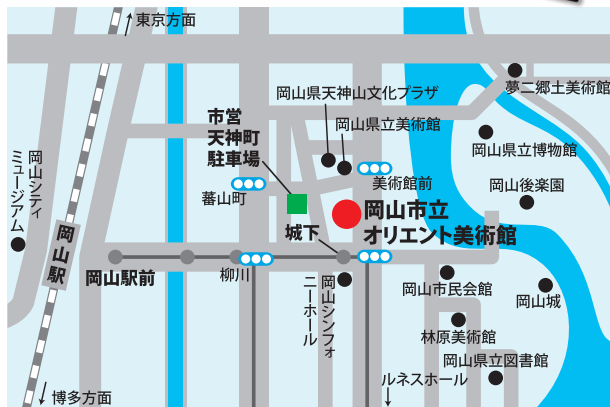 東京方面
夢二郷土美術館
岡山県天神山文化プラザ
市営
天神町
駐車場
岡山県立美術館
岡山県立博物館
岡山シティ
ミュージアム
蕃山町
美術館前
岡山後楽園
岡山市立
オリエント美術館
城下
岡山駅
岡山駅前
柳川
岡山シンフォ
ニーホール
岡山市民会館
岡山城
林原美術館
岡山県立図書館
ルネスホール
博多方面